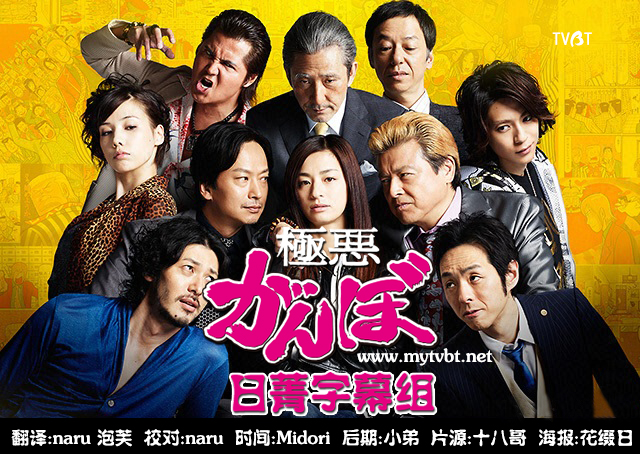 TVBT
極悪
がんぼ
www.mytvbt.net
日菁字幕组
翻译:naru 泡芙 校对:naru 时间:Midori 后期:小弟 片源:十八哥 海报:花缀日